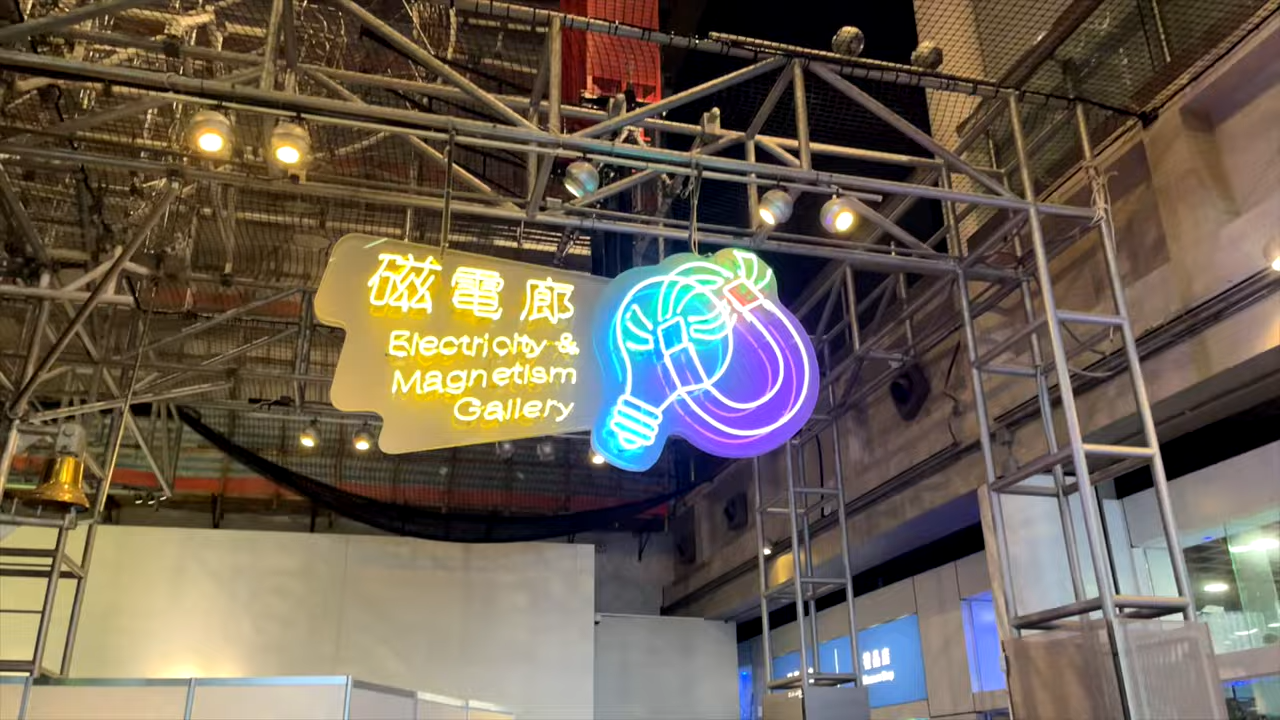 磁電廊
Electricity &
Magnetism
Gallery